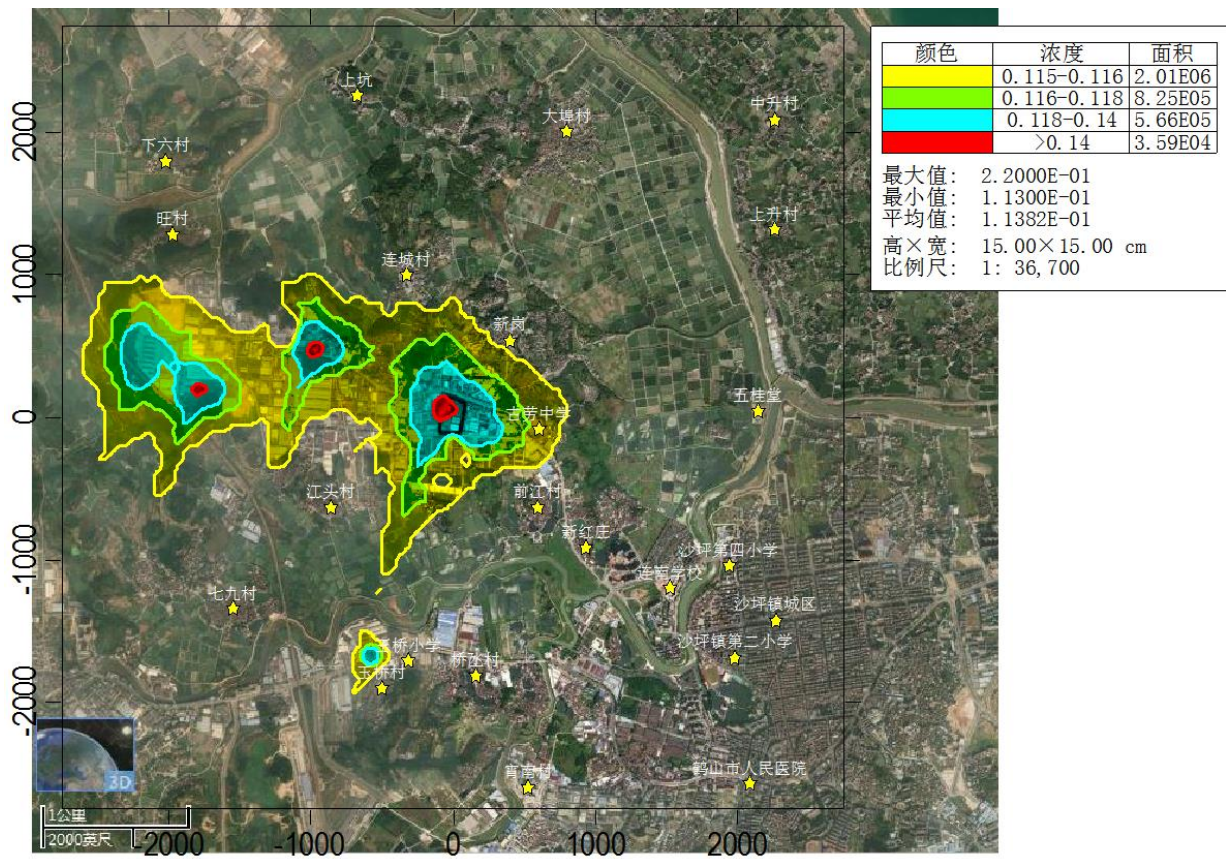 颜色 浓度 面积
0.115-0.116 2.01E06
0.116-0.118 8.25E05
0.118-0.14 5.66E05
>0.14 3.59E04
最大值: 2.2000E-01
最小值: 1.1300E-01
平均值: 1.1382E-01
高×宽: 15.00×15.00 cm
比例尺: 1: 36,700
上坑
大埠村
中升村
2000
下六村
旺村
上升村
连城村
1000
新岗
五桂堂
0
古劳中学
江头村
前江村
新红庄
沙坪第四小学
-1000
连南学校
七九村
沙坪镇城区
玉桥小学
沙坪镇第二小学
玉桥村
-2000
鹤山市人民医院
3D
1公里
2000英尺
-2000 -1000 0 1000 2000